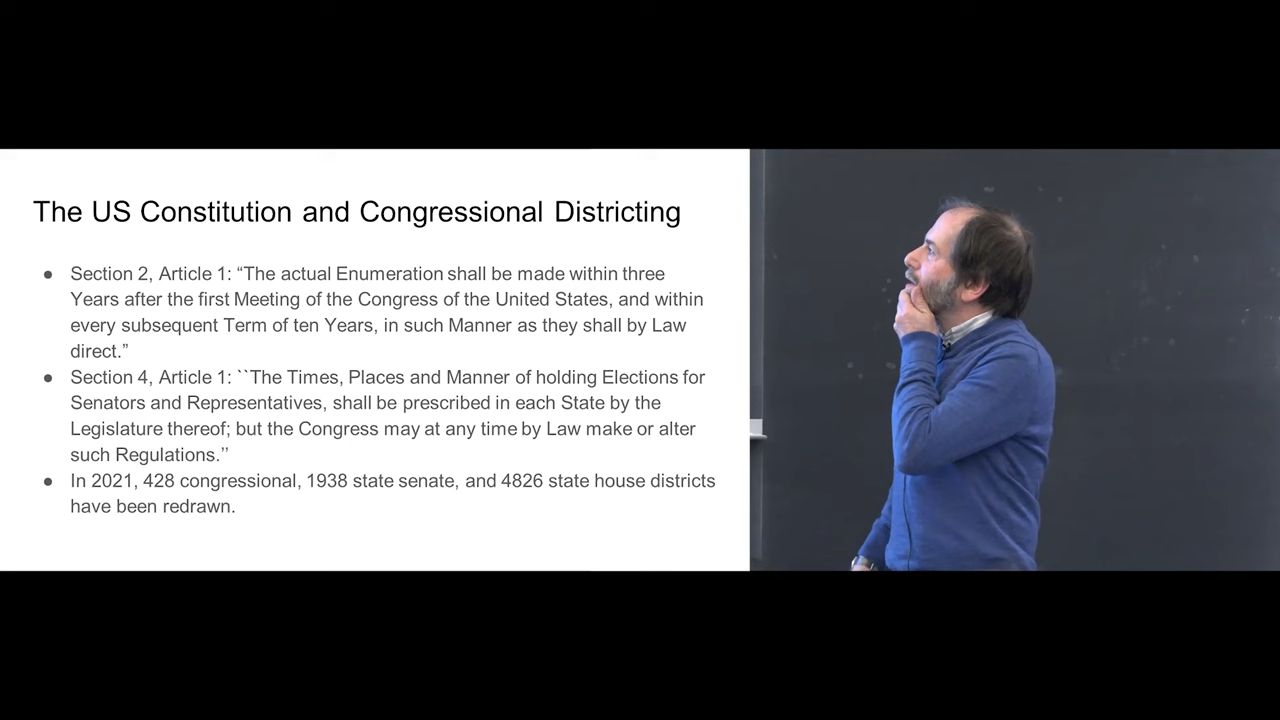 The US Constitution and Congressional Districting
● Section 2, Article 1: “The actual Enumeration shall be made within three
Years after the first Meeting of the Congress of the United States, and within
every subsequent Term of ten Years, in such Manner as they shall by Law
direct.”
● Section 4, Article 1: ``The Times, Places and Manner of holding Elections for
Senators and Representatives, shall be prescribed in each State by the
Legislature thereof; but the Congress may at any time by Law make or alter
such Regulations.’’
● In 2021, 428 congressional, 1938 state senate, and 4826 state house districts
have been redrawn.